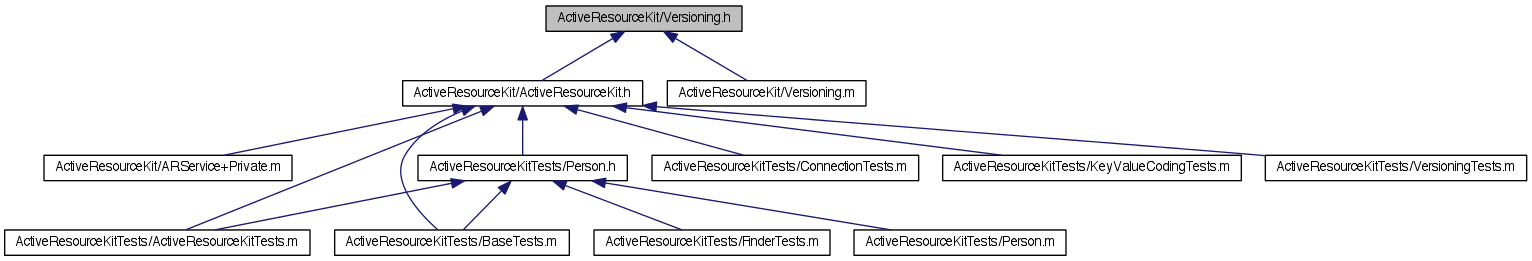 ActiveResourceKit/Versioning.h
ActiveResourceKit/ActiveResourceKit.h
ActiveResourceKit/Versioning.m
ActiveResourceKit/ARService+Private.m
ActiveResourceKitTests/Person.h
ActiveResourceKitTests/ConnectionTests.m
ActiveResourceKitTests/KeyValueCodingTests.m
ActiveResourceKitTests/VersioningTests.m
ActiveResourceKitTests/ActiveResourceKitTests.m
ActiveResourceKitTests/BaseTests.m
ActiveResourceKitTests/FinderTests.m
ActiveResourceKitTests/Person.m